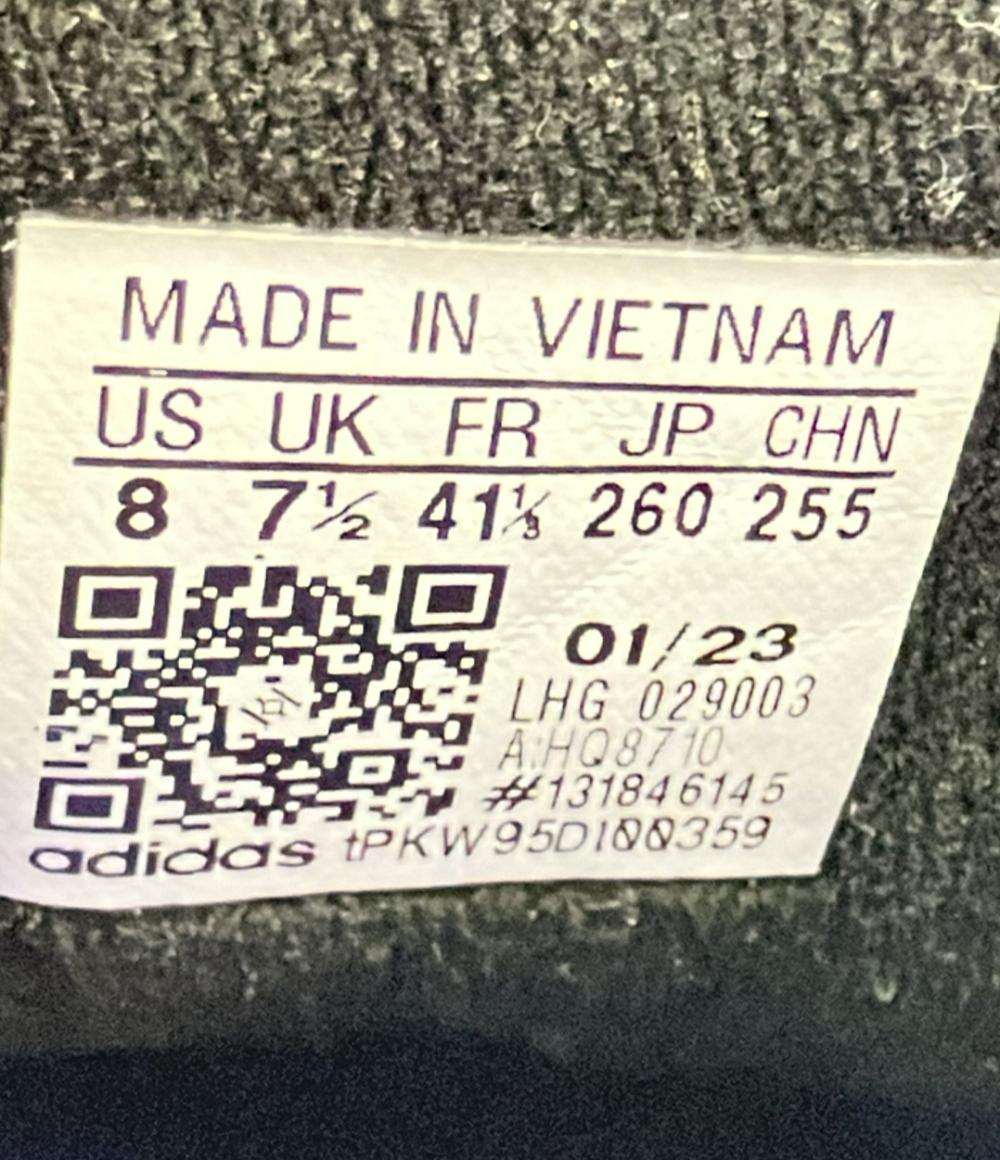 MADE IN VIETNAM
US UK FR JP CHN
8 7½ 41⅓ 260 255
01/23
LHG 029003
A:HQ8710
#131846145
adidas tPKW95DI00359